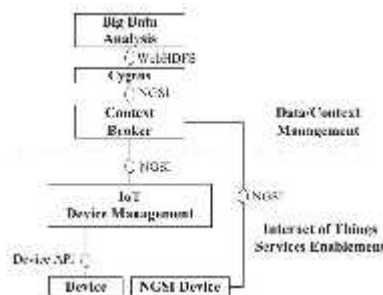 Big Data
Analysis
WebHDFS
Cygnus
NGSI
Context
Broker
Data/Context
Management
NGSI
IoT
Device Management
NGSI
Internet of Things
Services Enablement
Device API
Device
NGSI Device